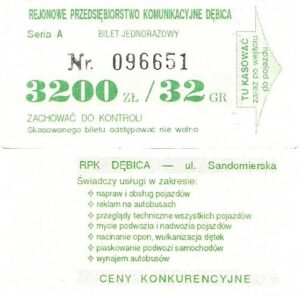 REJONOWE PRZEDSIĘBIORSTWO KOMUNIKACYJNE DĘBICA
Seria A BILET JEDNORAZOWY
Nr. 096651
3200 ZŁ / 32 GR
ZACHOWAĆ DO KONTROLI
Skasowanego biletu odstępować nie wolno
TU KASOWAĆ
zaraz po wejściu
do pojazdu
RPK DĘBICA — ul. Sandomierska
Świadczy usługi w zakresie:
❖ napraw i obsług pojazdów
❖ reklam na autobusach
❖ przeglądy techniczne wszystkich pojazdów
❖ mycie podwozia i nadwozia pojazdów
❖ nacinanie opon, wulkanizacja dętek
❖ piaskowanie podwozi samochodów
❖ wynajem autobusów
CENY KONKURENCYJNE